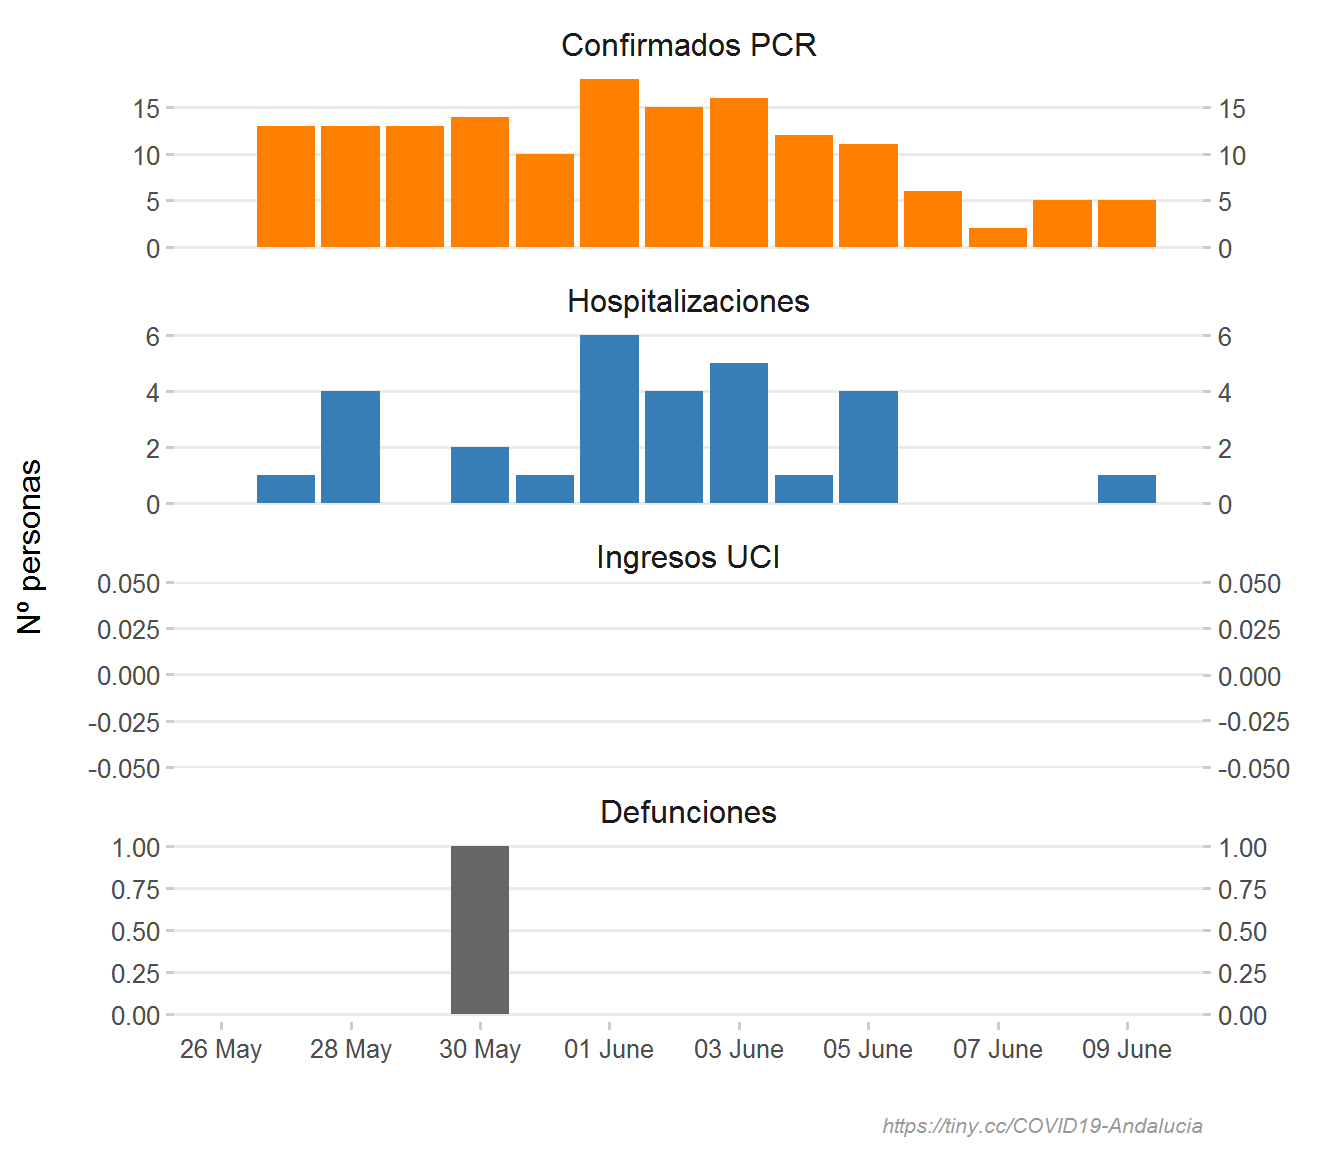 Confirmados PCR
15 15
10 10
5 5
0 0
Hospitalizaciones
6 6
4 4
2 2
0 0
Nº personas
Ingresos UCI
0.050 0.050
0.025 0.025
0.000 0.000
-0.025 -0.025
-0.050 -0.050
Defunciones
1.00 1.00
0.75 0.75
0.50 0.50
0.25 0.25
0.00 0.00
26 May 28 May 30 May 01 June 03 June 05 June 07 June 09 June
https://tiny.cc/COVID19-Andalucia